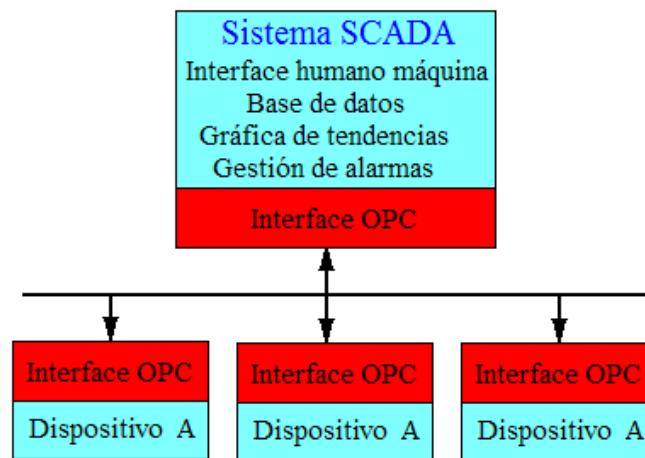 Sistema SCADA
Interface humano máquina
Base de datos
Gráfica de tendencias
Gestión de alarmas
Interface OPC
Interface OPC
Interface OPC
Interface OPC
Dispositivo A
Dispositivo A
Dispositivo A